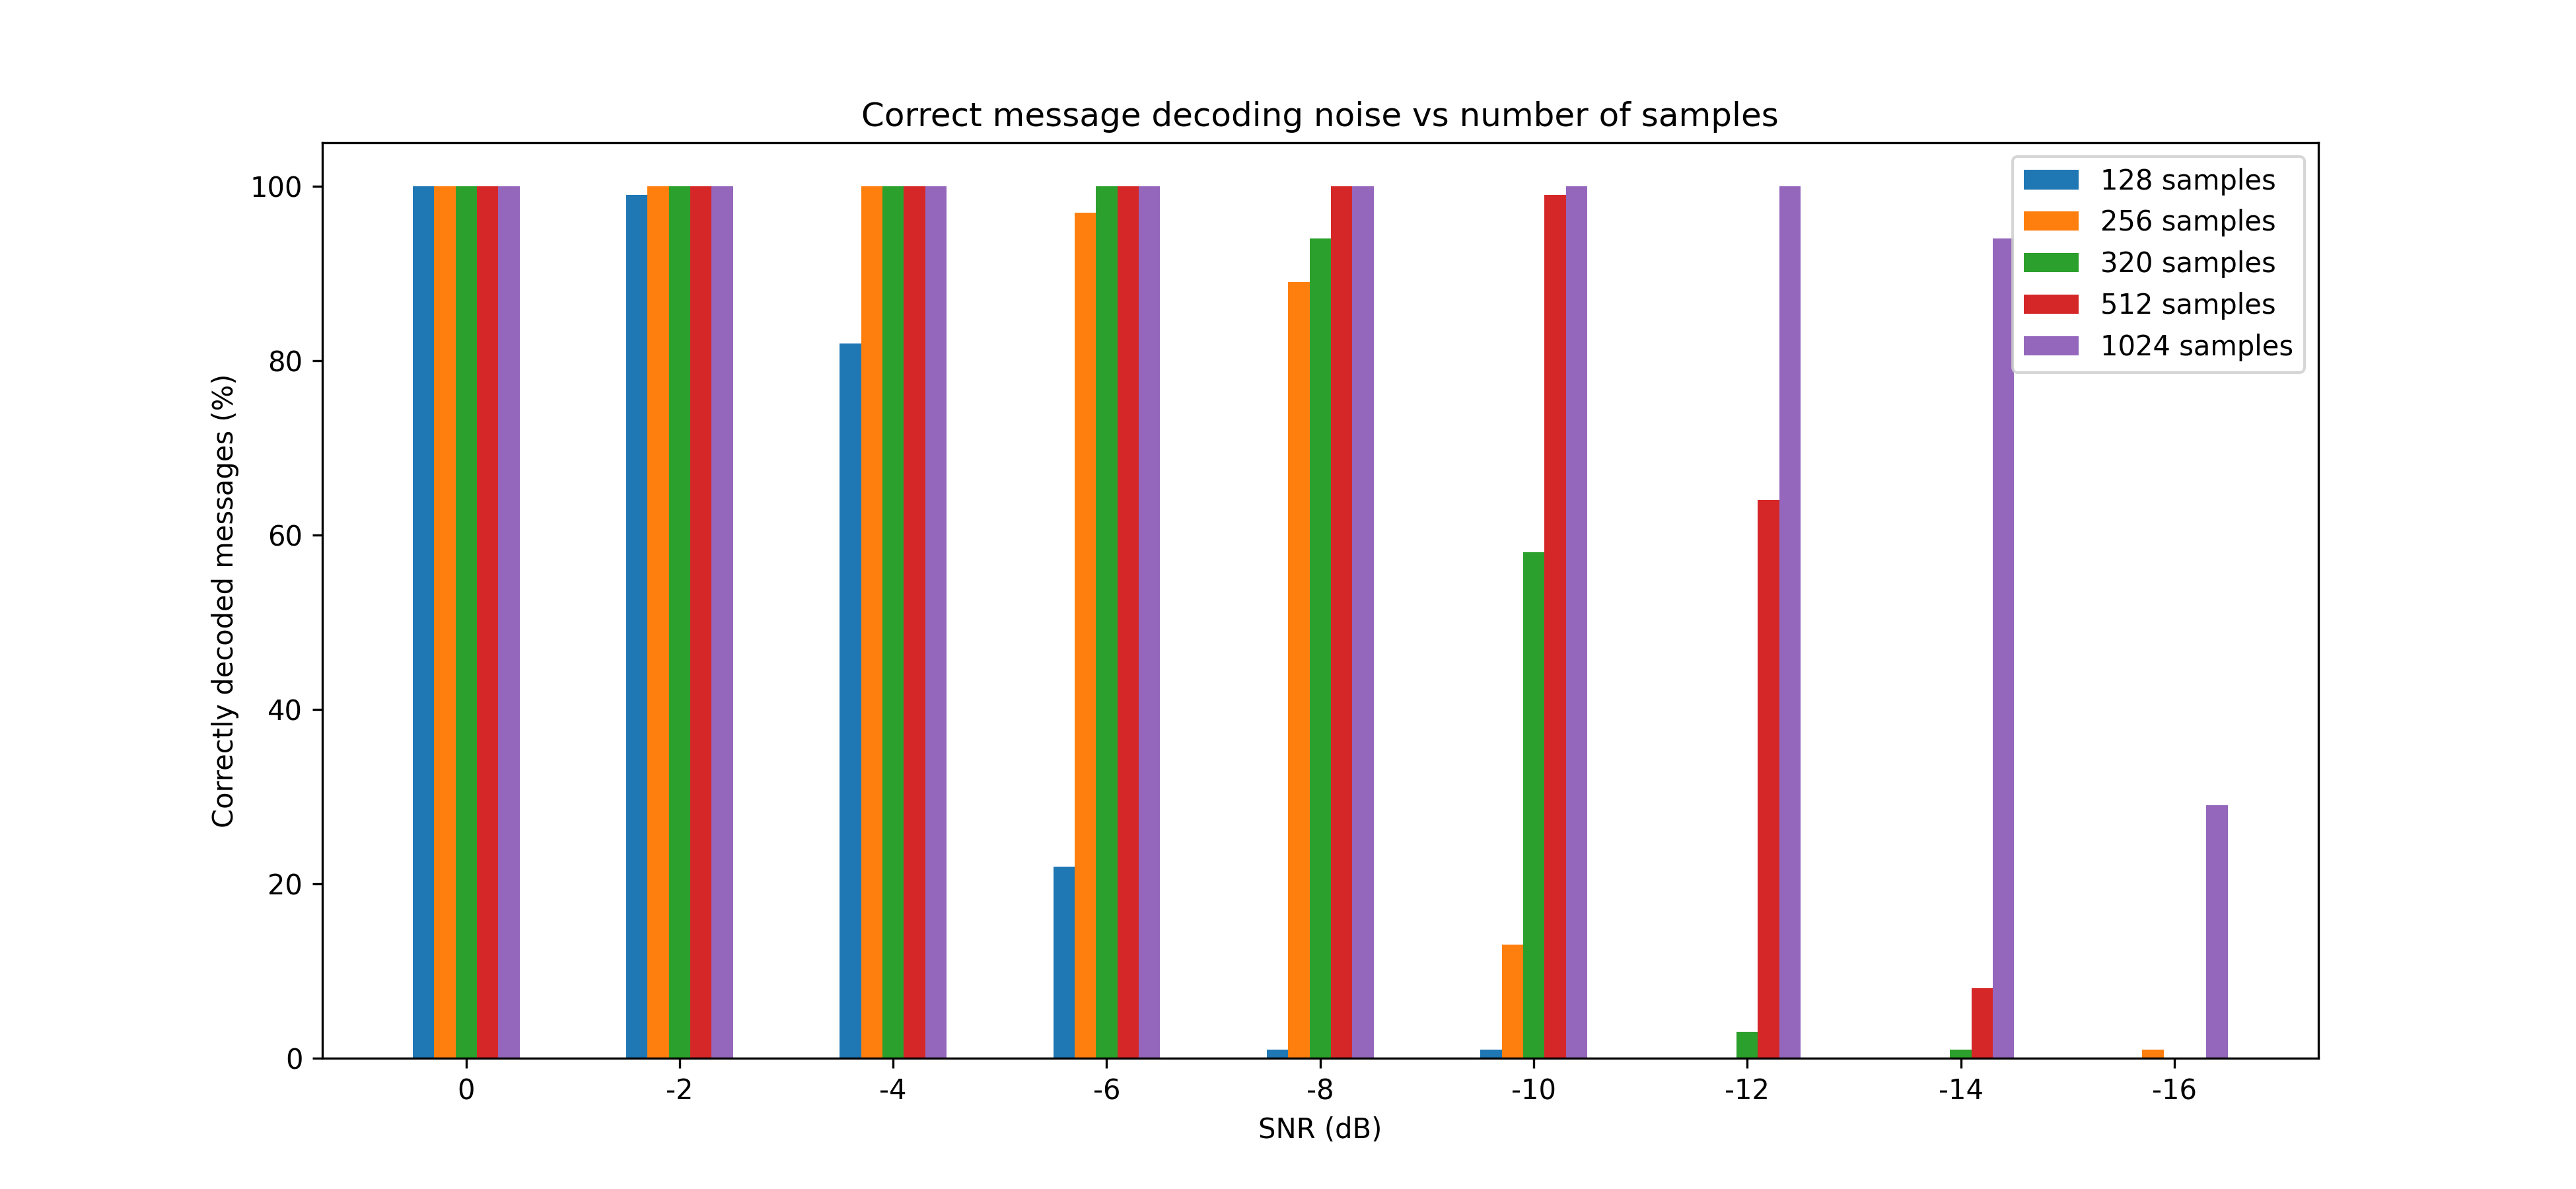 Correct message decoding noise vs number of samples
128 samples
256 samples
320 samples
512 samples
1024 samples
Correctly decoded messages (%)
100
80
60
40
20
0
0 -2 -4 -6 -8 -10 -12 -14 -16
SNR (dB)